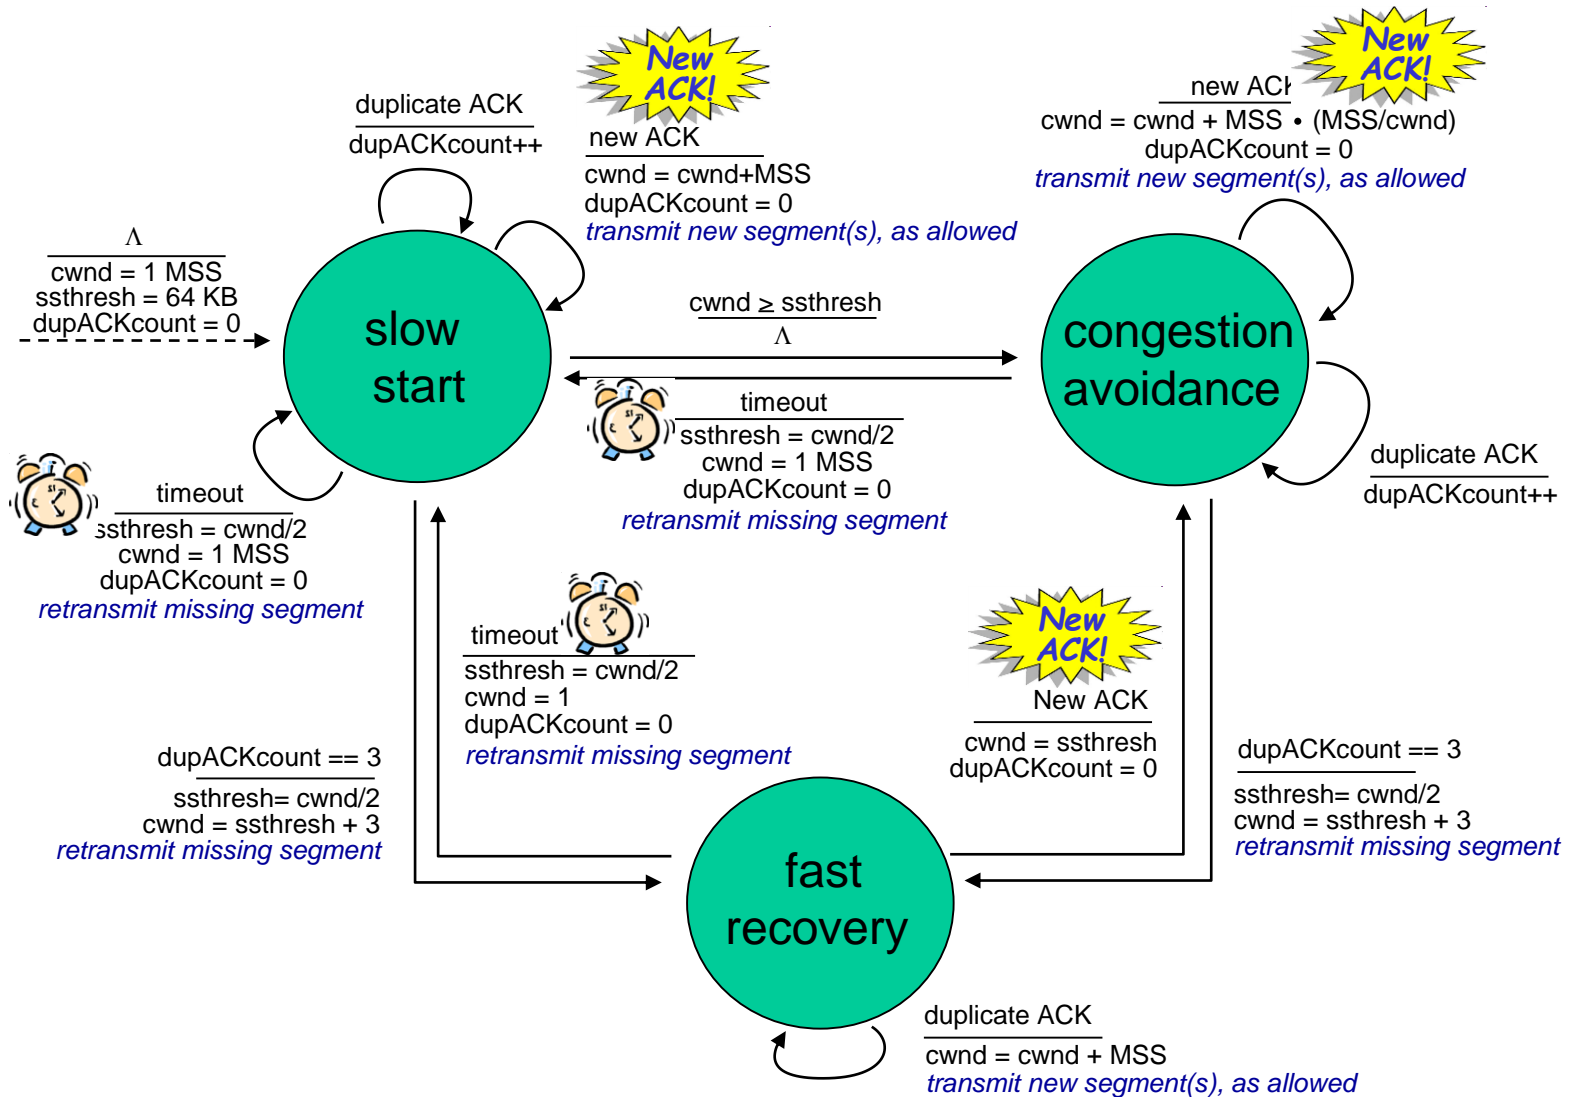 New
ACK!
New
ACK!
duplicate ACK
dupACKcount++
new ACK
cwnd = cwnd+MSS
dupACKcount = 0
transmit new segment(s), as allowed
new ACK
cwnd = cwnd + MSS • (MSS/cwnd)
dupACKcount = 0
transmit new segment(s), as allowed
Λ
cwnd = 1 MSS
ssthresh = 64 KB
dupACKcount = 0
slow
start
cwnd ≥ ssthresh
Λ
congestion
avoidance
timeout
ssthresh = cwnd/2
cwnd = 1 MSS
dupACKcount = 0
retransmit missing segment
duplicate ACK
dupACKcount++
timeout
ssthresh = cwnd/2
cwnd = 1 MSS
dupACKcount = 0
retransmit missing segment
timeout
ssthresh = cwnd/2
cwnd = 1
dupACKcount = 0
retransmit missing segment
New
ACK!
New ACK
cwnd = ssthresh
dupACKcount = 0
dupACKcount == 3
ssthresh= cwnd/2
cwnd = ssthresh + 3
retransmit missing segment
dupACKcount == 3
ssthresh= cwnd/2
cwnd = ssthresh + 3
retransmit missing segment
fast
recovery
duplicate ACK
cwnd = cwnd + MSS
transmit new segment(s), as allowed